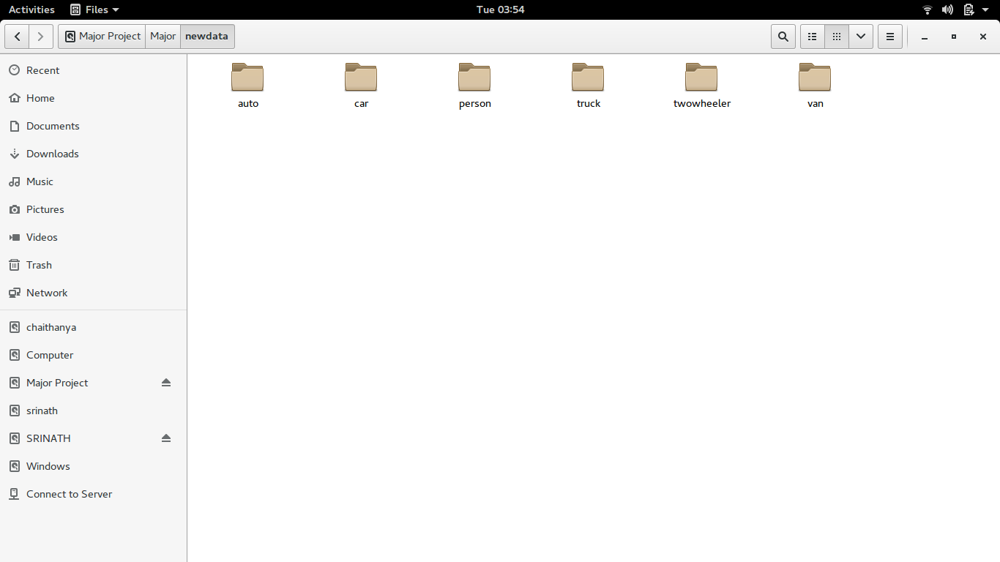 Activities Files Tue 03:54
Major Project Major newdata
Recent
Home
Documents
Downloads
Music
Pictures
Videos
Trash
Network
chaithanya
Computer
Major Project
srinath
SRINATH
Windows
Connect to Server
auto car person truck twowheeler van